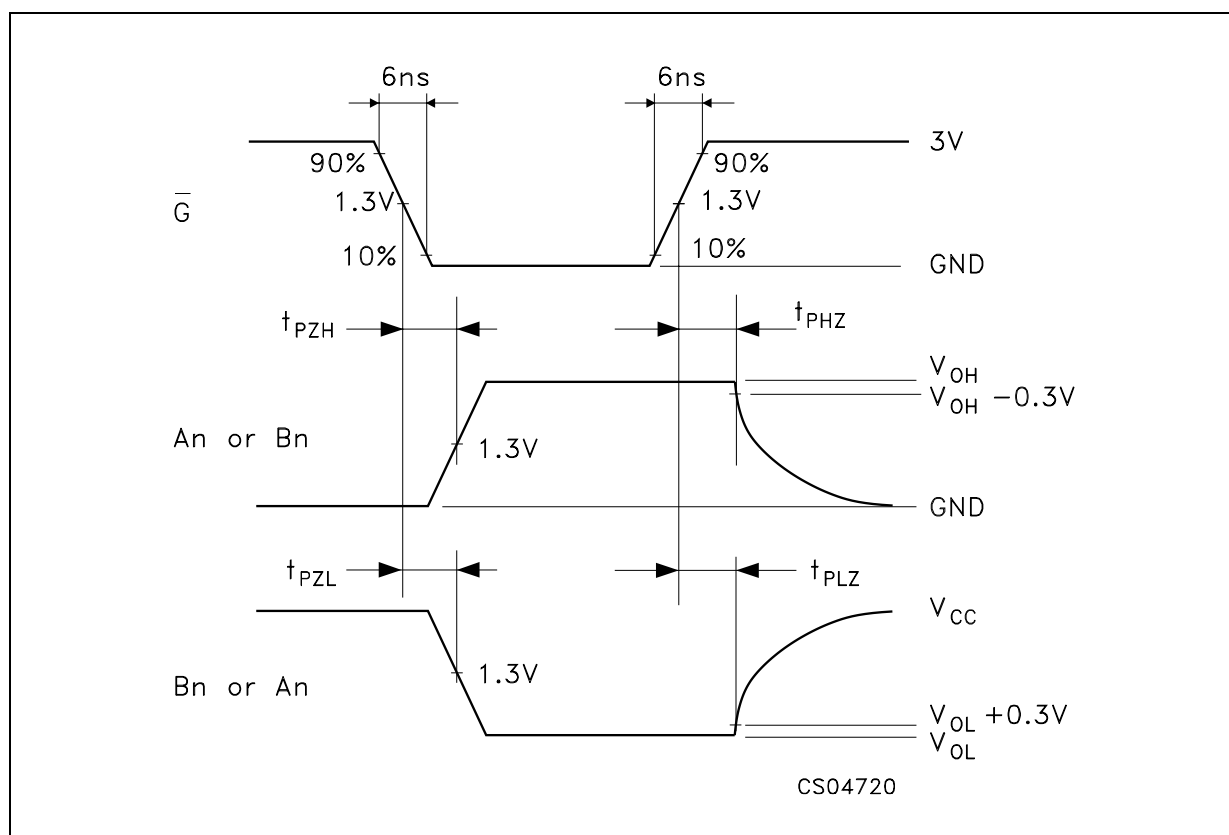 6ns 6ns
3V
90% 90%
G̅ 1.3V 1.3V
10% 10%
GND
tPZH tPHZ
VOH
VOH −0.3V
An or Bn 1.3V
GND
tPZL tPLZ
VCC
1.3V
Bn or An
VOL +0.3V
VOL
CS04720